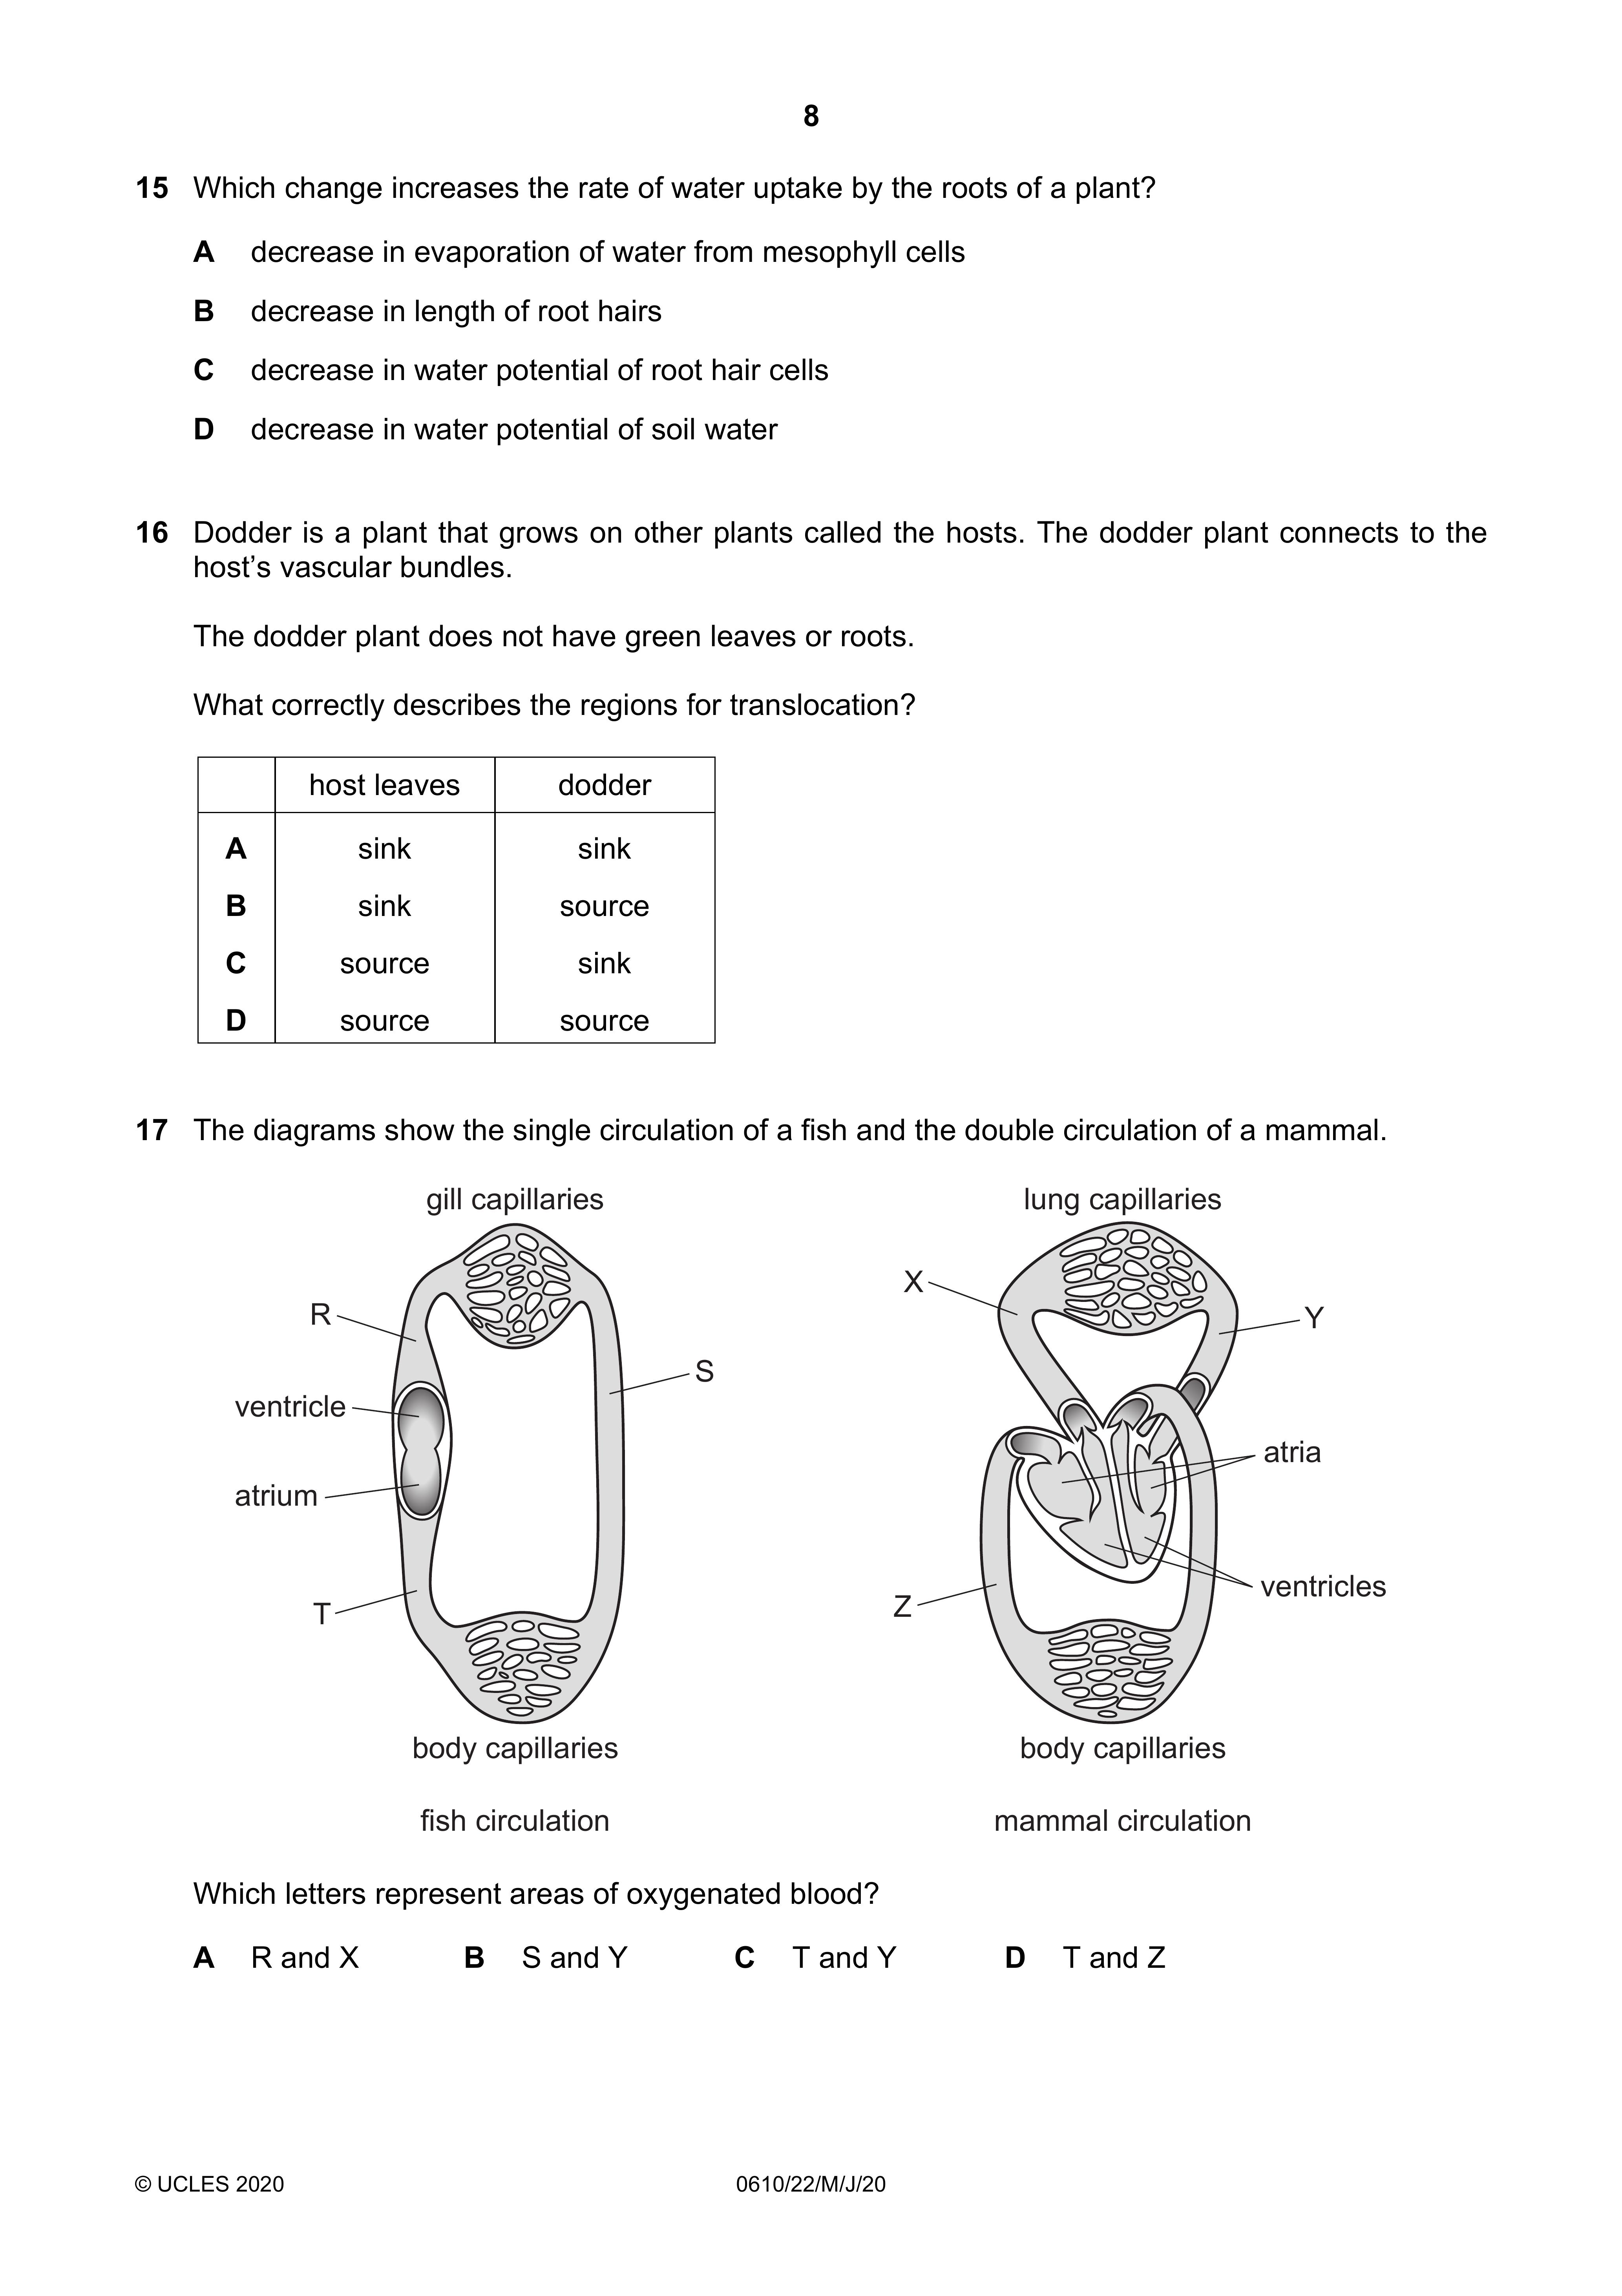 8
15 Which change increases the rate of water uptake by the roots of a plant?
A decrease in evaporation of water from mesophyll cells
B decrease in length of root hairs
C decrease in water potential of root hair cells
D decrease in water potential of soil water
16 Dodder is a plant that grows on other plants called the hosts. The dodder plant connects to the
host’s vascular bundles.
The dodder plant does not have green leaves or roots.
What correctly describes the regions for translocation?
host leaves dodder
A sink sink
B sink source
C source sink
D source source
17 The diagrams show the single circulation of a fish and the double circulation of a mammal.
gill capillaries
R
S
ventricle
atrium
T
body capillaries
fish circulation
lung capillaries
X
Y
atria
ventricles
Z
body capillaries
mammal circulation
Which letters represent areas of oxygenated blood?
A R and X B S and Y C T and Y D T and Z
© UCLES 2020 0610/22/M/J/20